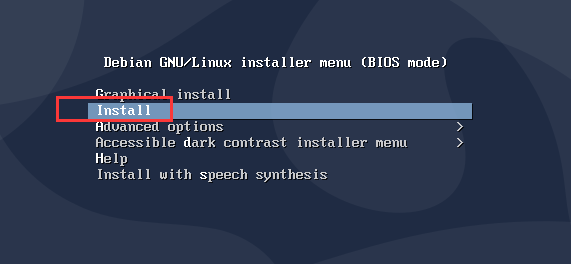 Debian GNU/Linux installer menu (BIOS mode)
Graphical install
Install
Advanced options >
Accessible dark contrast installer menu >
Help
Install with speech synthesis